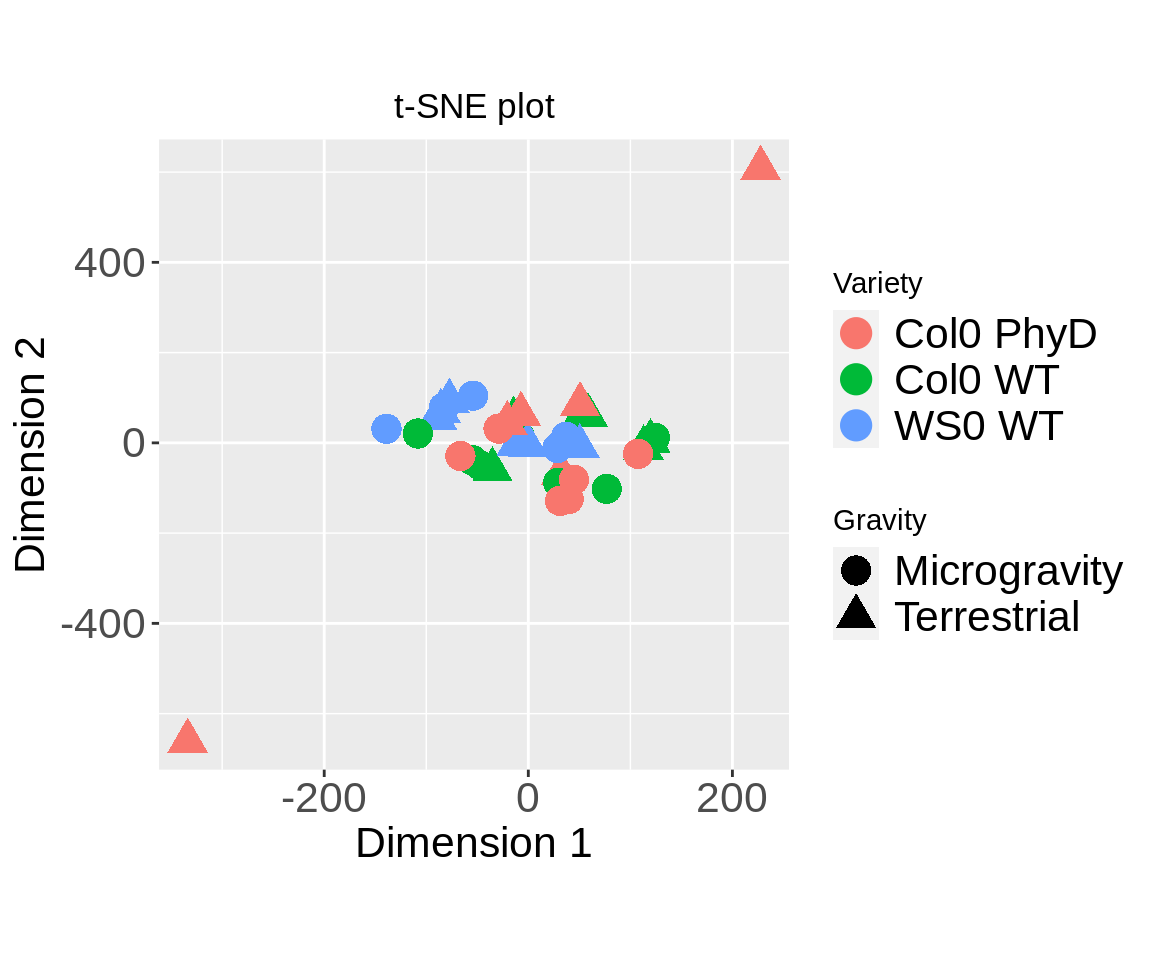 t-SNE plot
Dimension 2
400
0
-400
-200 0 200
Dimension 1
Variety
Col0 PhyD
Col0 WT
WS0 WT
Gravity
Microgravity
Terrestrial